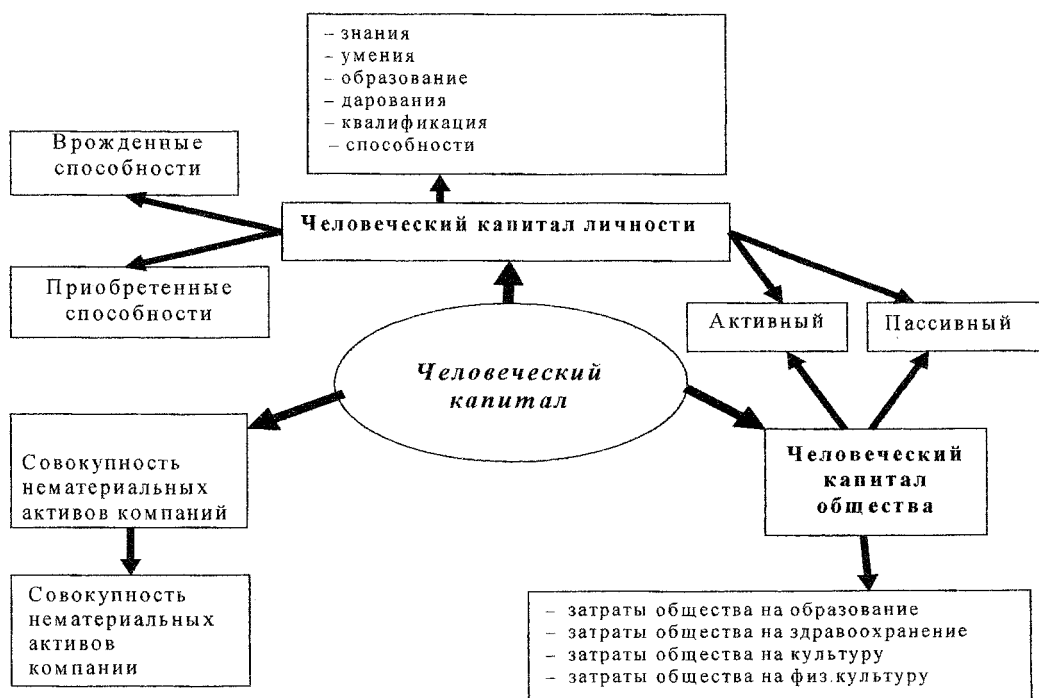 – знания
– умения
– образование
– дарования
– квалификация
– способности
Врожденные
способности
Человеческий капитал личности
Приобретенные
способности
Активный
Пассивный
Человеческий
капитал
Совокупность
нематериальных
активов компаний
Человеческий
капитал
общества
Совокупность
нематериальных
активов
компании
– затраты общества на образование
– затраты общества на здравоохранение
– затраты общества на культуру
– затраты общества на физ.культуру